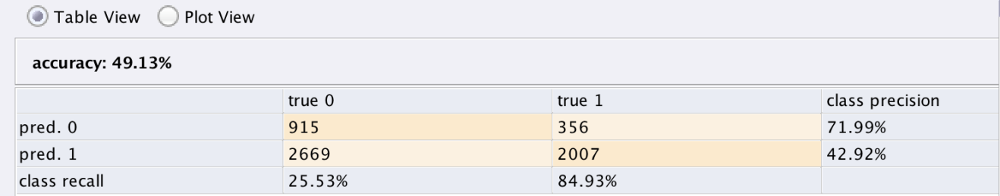 Table View Plot View
accuracy: 49.13%
true 0 true 1 class precision
pred. 0 915 356 71.99%
pred. 1 2669 2007 42.92%
class recall 25.53% 84.93%